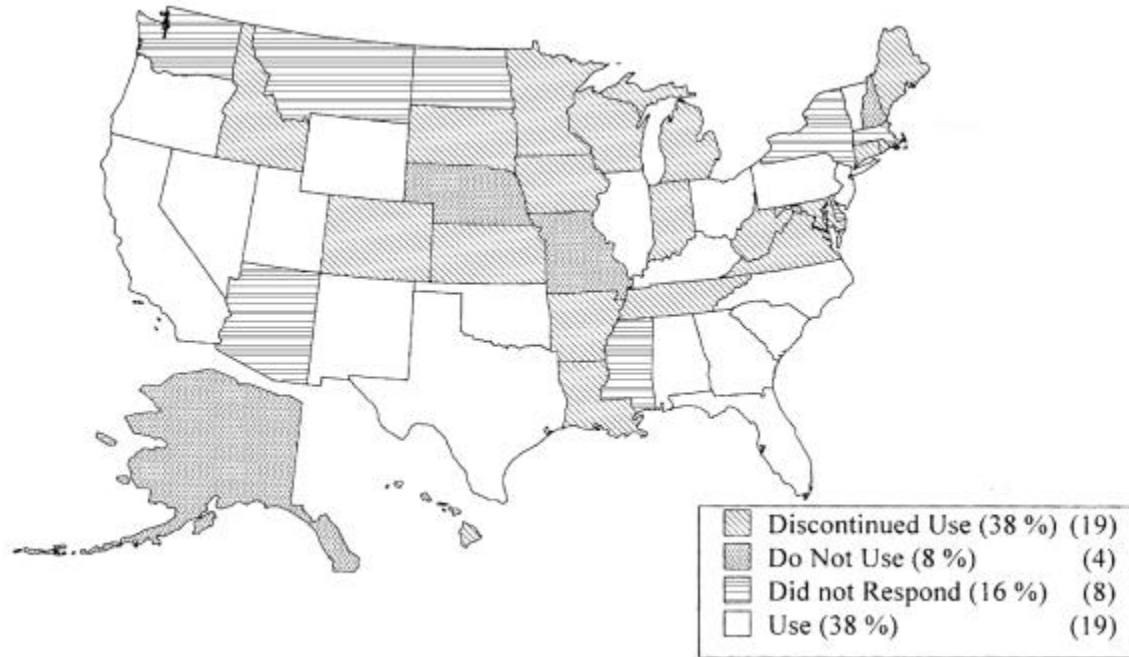 Discontinued Use (38 %) (19)
Do Not Use (8 %) (4)
Did not Respond (16 %) (8)
Use (38 %) (19)